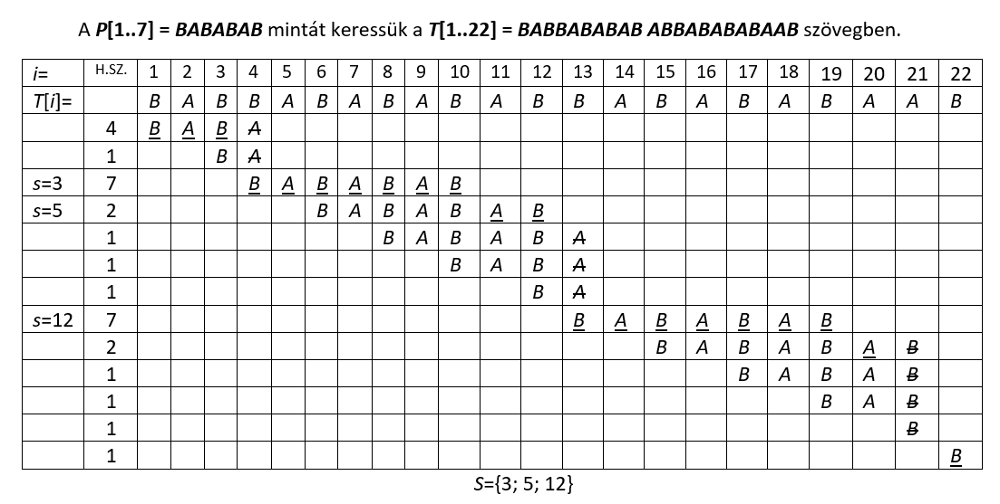 A P[1..7] = BABABAB mintát keressük a T[1..22] = BABBABABAB ABBABABABAAB szövegben.
i= H.SZ. 1 2 3 4 5 6 7 8 9 10 11 12 13 14 15 16 17 18 19 20 21 22
T[i]= B A B B A B A B A B A B B A B A B A B A A B
4 B A B A
1 B A
s=3 7 B A B A B A B
s=5 2 B A B A B A B
1 B A B A B A
1 B A B A
1 B A
s=12 7 B A B A B A B
2 B A B A B A B
1 B A B A B
1 B A B
1 B
1 B
S={3; 5; 12}